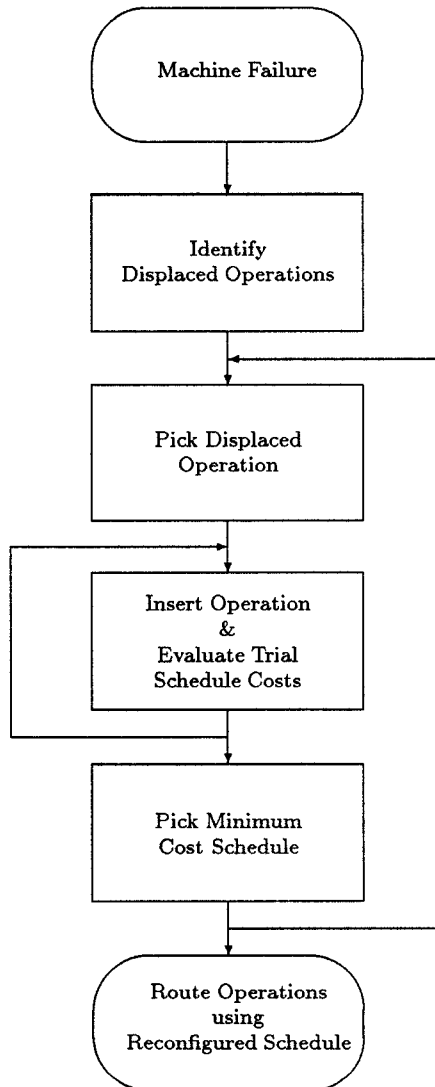 Machine Failure
Identify
Displaced Operations
Pick Displaced
Operation
Insert Operation
&
Evaluate Trial
Schedule Costs
Pick Minimum
Cost Schedule
Route Operations
using
Reconfigured Schedule